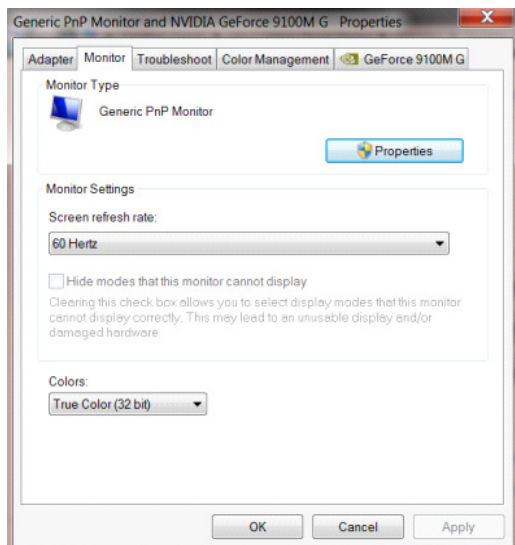 Generic PnP Monitor and NVIDIA GeForce 9100M G Properties
X
Adapter Monitor Troubleshoot Color Management GeForce 9100M G
Monitor Type
Generic PnP Monitor
Properties
Monitor Settings
Screen refresh rate:
60 Hertz
Hide modes that this monitor cannot display
Clearing this check box allows you to select display modes that this monitor
cannot display correctly. This may lead to an unusable display and/or
damaged hardware.
Colors:
True Color (32 bit)
OK Cancel Apply